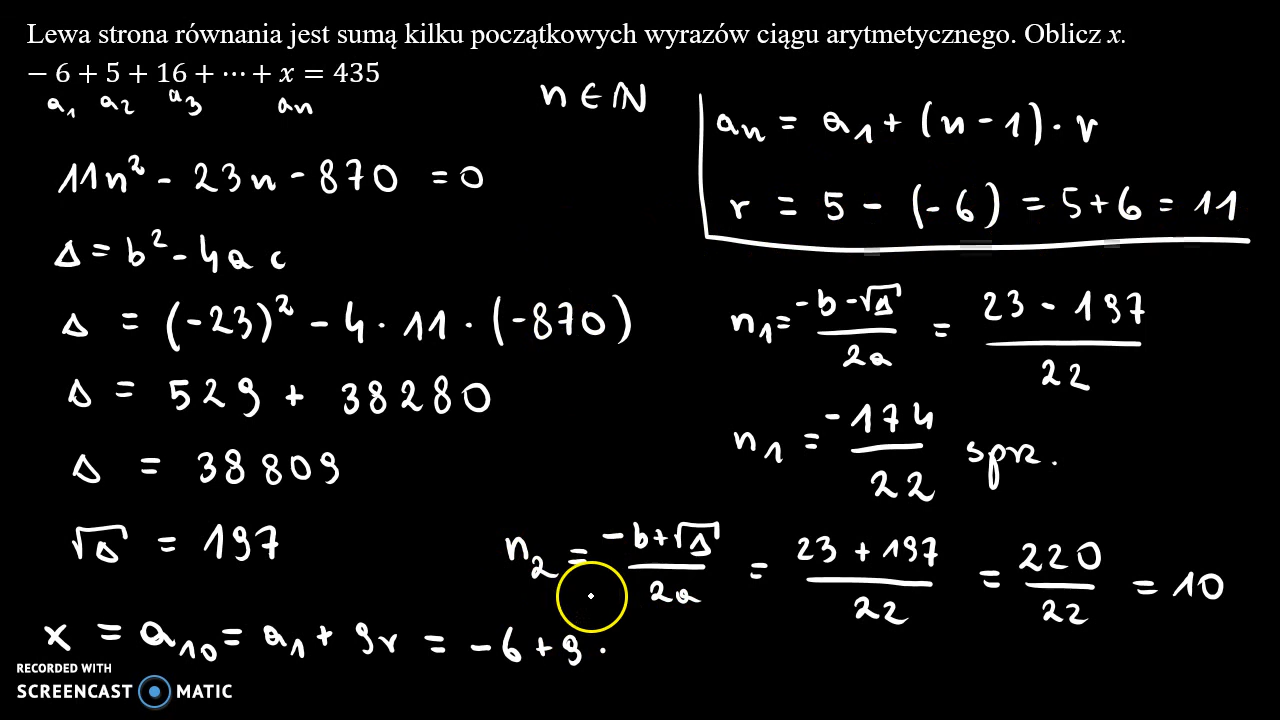 Lewa strona równania jest sumą kilku początkowych wyrazów ciągu arytmetycznego. Oblicz x.
− 6 + 5 + 16 + ⋯ + x = 435
a₁ a₂ a₃ an
n ∈ ℕ
an = a₁ + (n - 1) · r
r = 5 - (-6) = 5 + 6 = 11
11n² - 23n - 870 = 0
Δ = b² - 4ac
Δ = (-23)² - 4 · 11 · (-870)
Δ = 529 + 38280
Δ = 38809
√Δ = 197
n₁ = (-b - √Δ)/2a = (23 - 197)/22
n₁ = -174/22 sprz.
n₂ = (-b + √Δ)/2a = (23 + 197)/22 = 220/22 = 10
x = a₁₀ = a₁ + 9r = -6 + 9 ·
RECORDED WITH
SCREENCAST MATIC